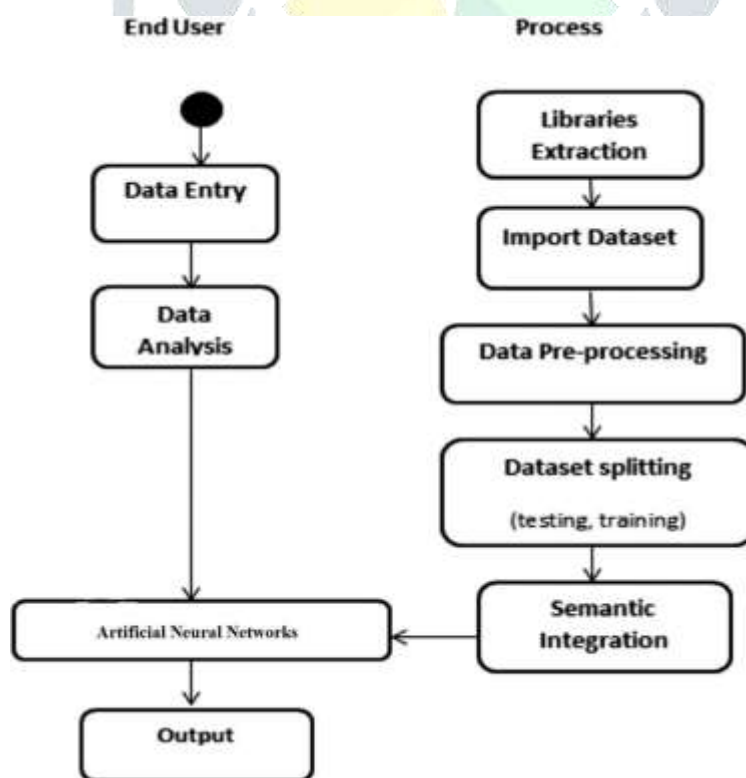 End User
Process
Data Entry
Data
Analysis
Libraries
Extraction
Import Dataset
Data Pre-processing
Dataset splitting
(testing, training)
Semantic
Integration
Artificial Neural Networks
Output